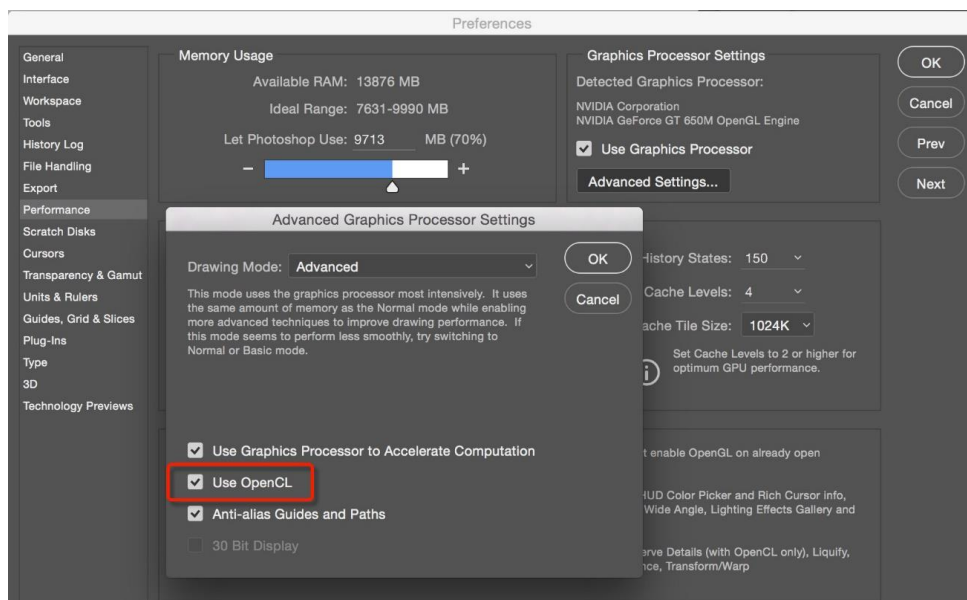 Preferences
General
Interface
Workspace
Tools
History Log
File Handling
Export
Performance
Scratch Disks
Cursors
Transparency & Gamut
Units & Rulers
Guides, Grid & Slices
Plug-Ins
Type
3D
Technology Previews
Memory Usage
Available RAM: 13876 MB
Ideal Range: 7631-9990 MB
Let Photoshop Use: 9713 MB (70%)
- +
Graphics Processor Settings
Detected Graphics Processor:
NVIDIA Corporation
NVIDIA GeForce GT 650M OpenGL Engine
Use Graphics Processor
Advanced Settings...
OK
Cancel
Prev
Next
Advanced Graphics Processor Settings
Drawing Mode: Advanced
This mode uses the graphics processor most intensively. It uses
the same amount of memory as the Normal mode while enabling
more advanced techniques to improve drawing performance. If
this mode seems to perform less smoothly, try switching to
Normal or Basic mode.
OK
Cancel
Use Graphics Processor to Accelerate Computation
Use OpenCL
Anti-alias Guides and Paths
30 Bit Display
History States: 150
Cache Levels: 4
ache Tile Size: 1024K
Set Cache Levels to 2 or higher for
optimum GPU performance.
t enable OpenGL on already open
HUD Color Picker and Rich Cursor info,
Wide Angle, Lighting Effects Gallery and
erve Details (with OpenCL only), Liquify,
nce, Transform/Warp